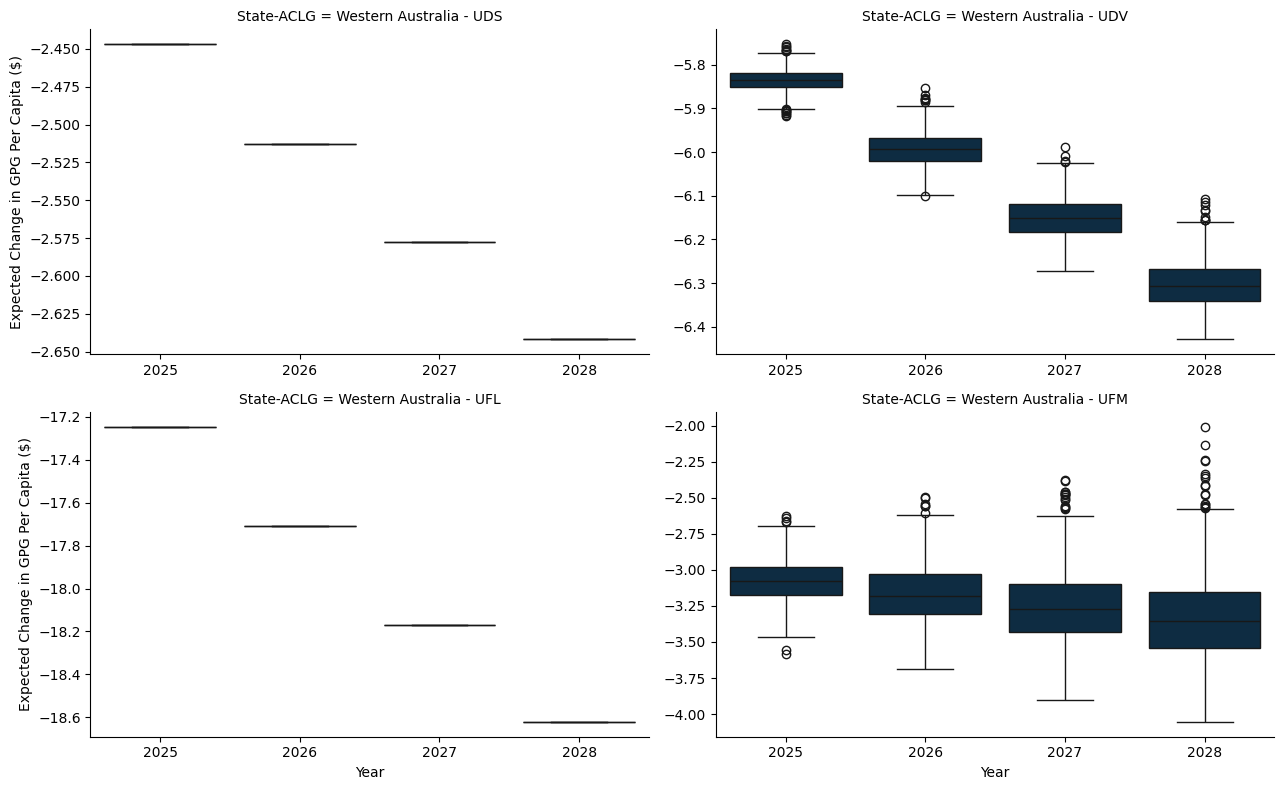 State-ACLG = Western Australia - UDS
Expected Change in GPG Per Capita ($)
−2.450
−2.475
−2.500
−2.525
−2.550
−2.575
−2.600
−2.625
−2.650
2025 2026 2027 2028
State-ACLG = Western Australia - UDV
−5.8
−5.9
−6.0
−6.1
−6.2
−6.3
−6.4
2025 2026 2027 2028
State-ACLG = Western Australia - UFL
Expected Change in GPG Per Capita ($)
−17.2
−17.4
−17.6
−17.8
−18.0
−18.2
−18.4
−18.6
2025 2026 2027 2028
Year
State-ACLG = Western Australia - UFM
−2.00
−2.25
−2.50
−2.75
−3.00
−3.25
−3.50
−3.75
−4.00
2025 2026 2027 2028
Year